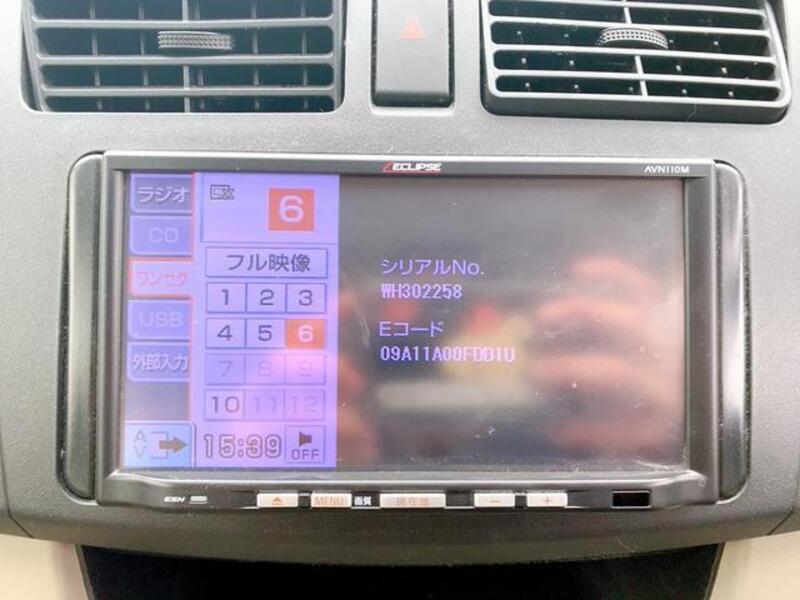 ECLIPSE
AVN110M
ラジオ
CD
ワンセグ
USB
外部入力
AV
6
フル映像
1 2 3
4 5 6
7 8 9
10 11 12
15:39
OFF
シリアルNo.
WH302258
Eコード
09A11A00FDD1U
MENU
画質
現在地
− +